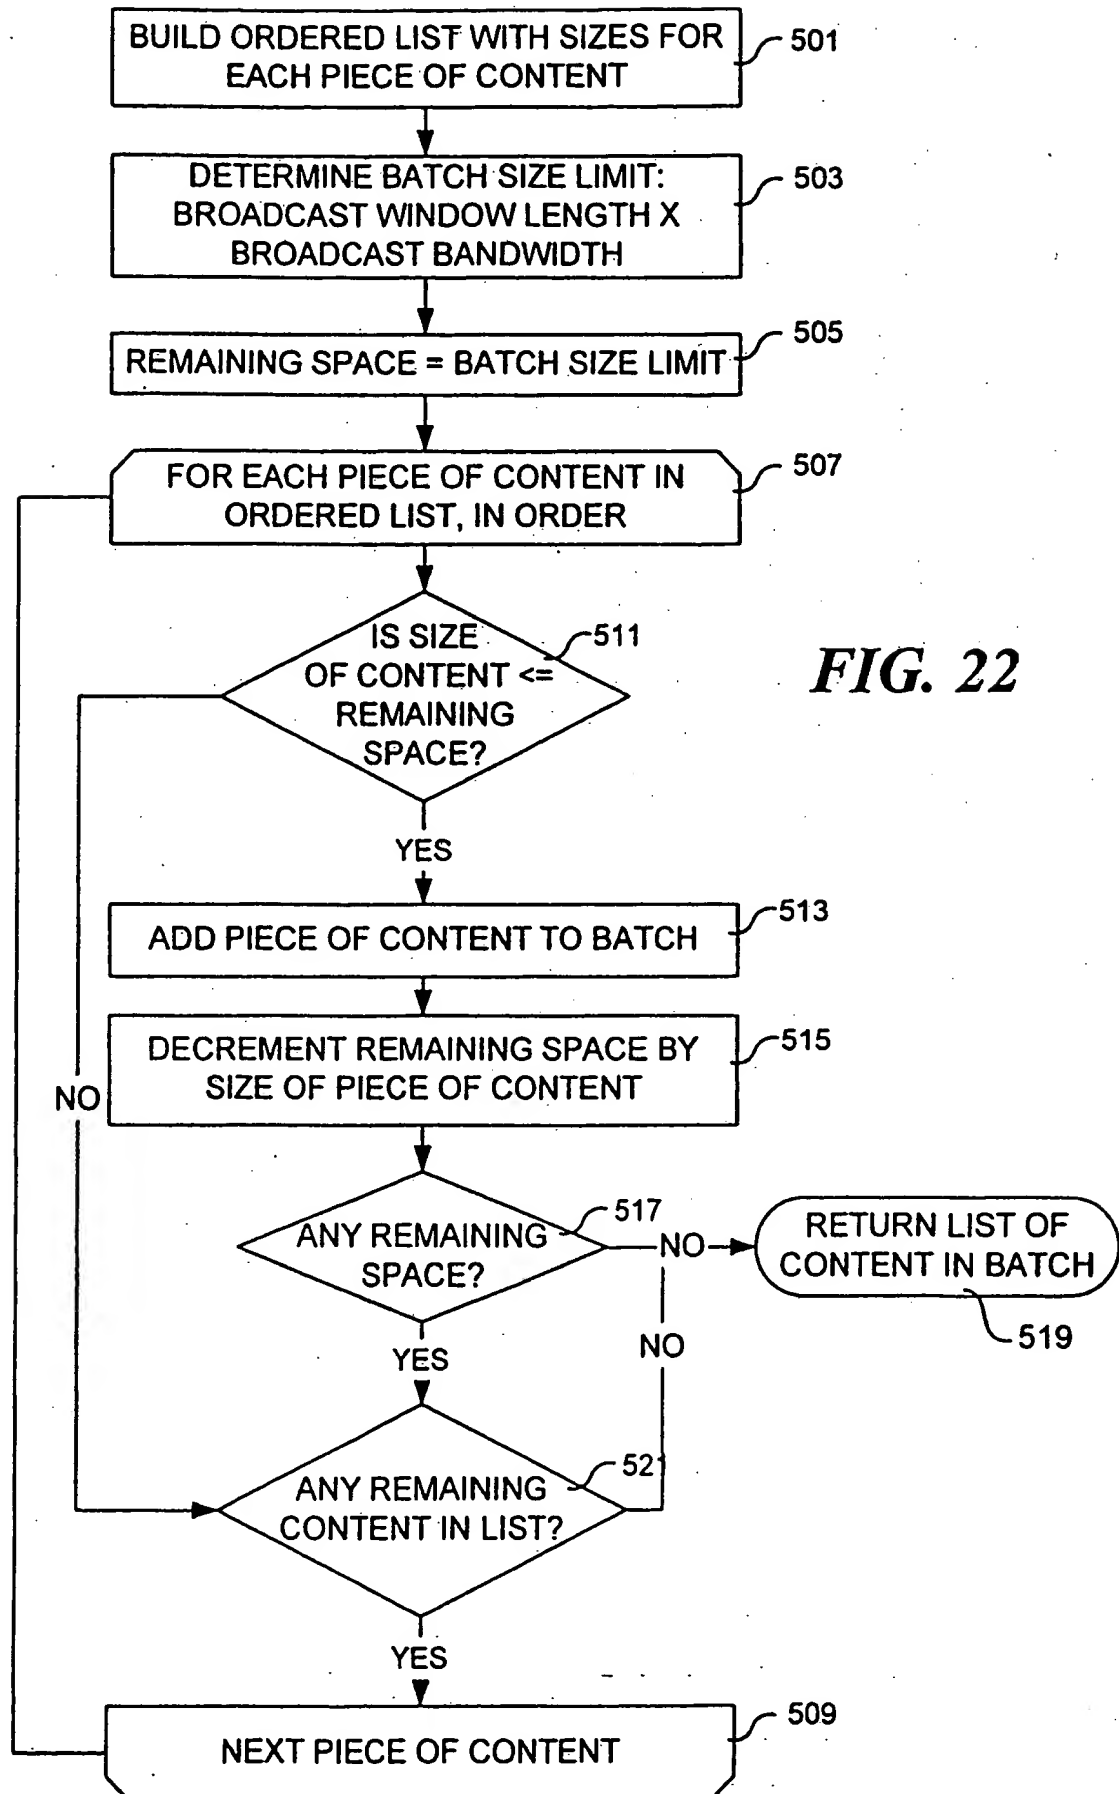 BUILD ORDERED LIST WITH SIZES FOR
EACH PIECE OF CONTENT
501
DETERMINE BATCH SIZE LIMIT:
BROADCAST WINDOW LENGTH X
BROADCAST BANDWIDTH
503
REMAINING SPACE = BATCH SIZE LIMIT
505
FOR EACH PIECE OF CONTENT IN
ORDERED LIST, IN ORDER
507
IS SIZE
OF CONTENT <=
REMAINING
SPACE?
511
FIG. 22
YES
ADD PIECE OF CONTENT TO BATCH
513
DECREMENT REMAINING SPACE BY
SIZE OF PIECE OF CONTENT
515
NO
ANY REMAINING
SPACE?
517
NO
RETURN LIST OF
CONTENT IN BATCH
519
YES
NO
ANY REMAINING
CONTENT IN LIST?
521
YES
NEXT PIECE OF CONTENT
509